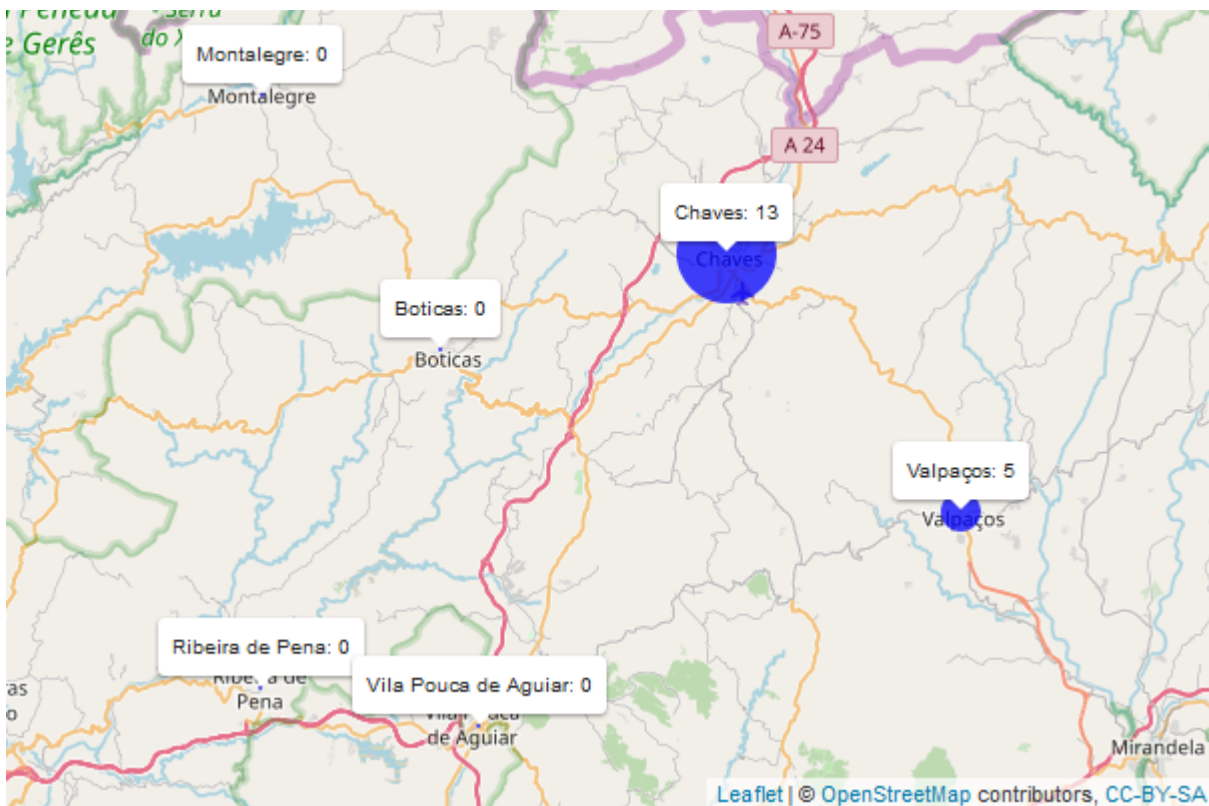 e Gerês
Serra
do X
A-75
Montalegre: 0
Montalegre
A 24
Chaves: 13
Chaves
Boticas: 0
Boticas
Valpaços: 5
Valpaços
Ribeira de Pena: 0
Pena
Vila Pouca de Aguiar: 0
de Aguiar
Mirandela
Leaflet | © OpenStreetMap contributors, CC-BY-SA